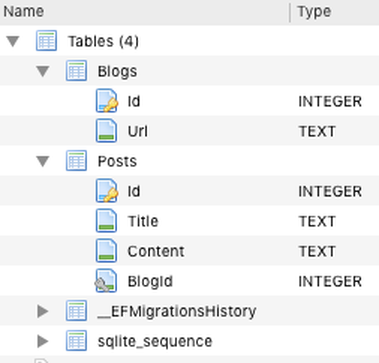 Name Type
Tables (4)
Blogs
Id INTEGER
Url TEXT
Posts
Id INTEGER
Title TEXT
Content TEXT
BlogId INTEGER
__EFMigrationsHistory
sqlite_sequence